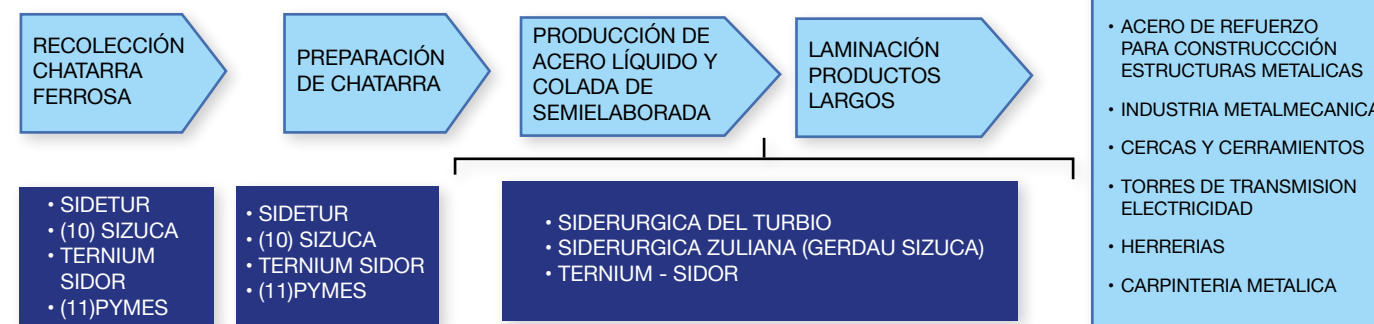 RECOLECCIÓN
CHATARRA
FERROSA
PREPARACIÓN
DE CHATARRA
PRODUCCIÓN DE
ACERO LÍQUIDO Y
COLADA DE
SEMIELABORADA
LAMINACIÓN
PRODUCTOS
LARGOS
• ACERO DE REFUERZO
PARA CONSTRUCCCIÓN
ESTRUCTURAS METALICAS
• INDUSTRIA METALMECANICA
• CERCAS Y CERRAMIENTOS
• TORRES DE TRANSMISION
ELECTRICIDAD
• HERRERIAS
• CARPINTERIA METALICA
• SIDETUR
• (10) SIZUCA
• TERNIUM
SIDOR
• (11)PYMES
• SIDETUR
• (10) SIZUCA
• TERNIUM SIDOR
• (11)PYMES
• SIDERURGICA DEL TURBIO
• SIDERURGICA ZULIANA (GERDAU SIZUCA)
• TERNIUM - SIDOR